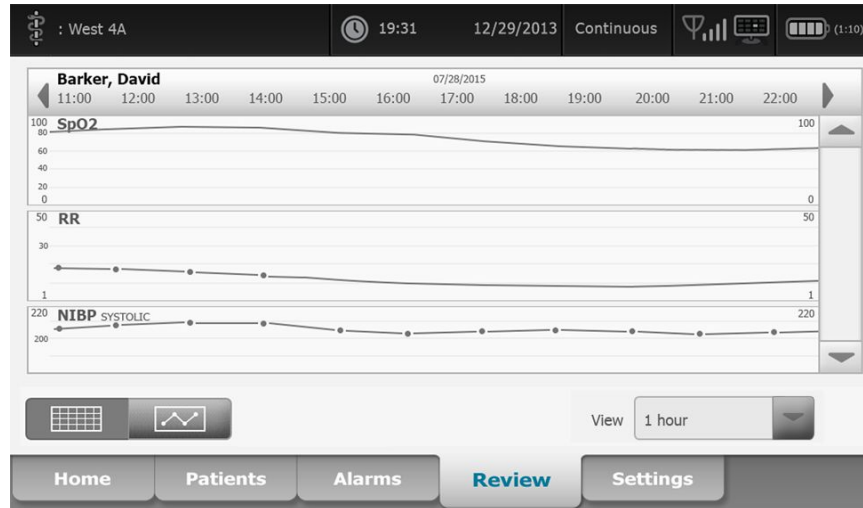 : West 4A 19:31 12/29/2013 Continuous (1:10)
Barker, David 07/28/2015
11:00 12:00 13:00 14:00 15:00 16:00 17:00 18:00 19:00 20:00 21:00 22:00
100 SpO2 100
80
60
40
20
0 0
50 RR 50
30
1 1
220 NIBP SYSTOLIC 220
200
View 1 hour
Home Patients Alarms Review Settings